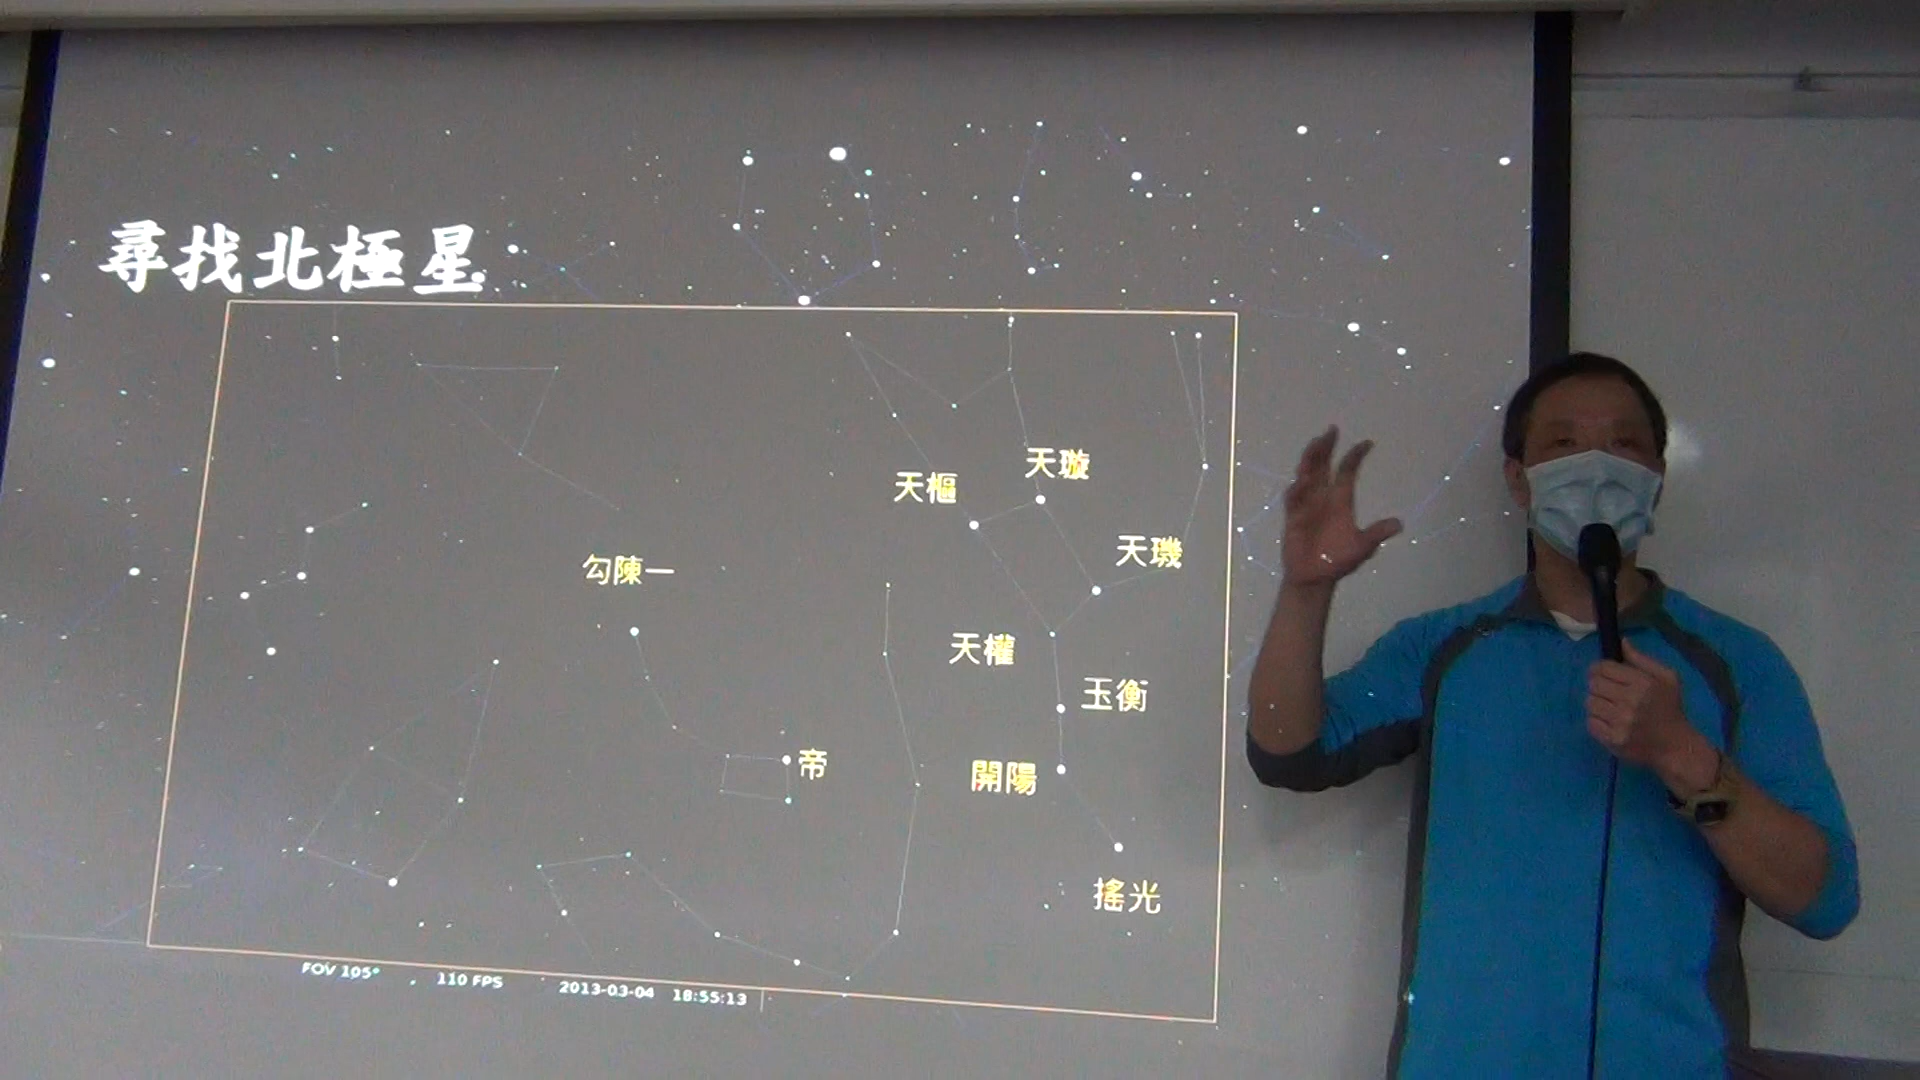 尋找北極星
天璇
天樞
天璣
勾陳一
天權
玉衡
帝
開陽
搖光
FOV 105°
110 FPS
2013-03-04 18:55:13